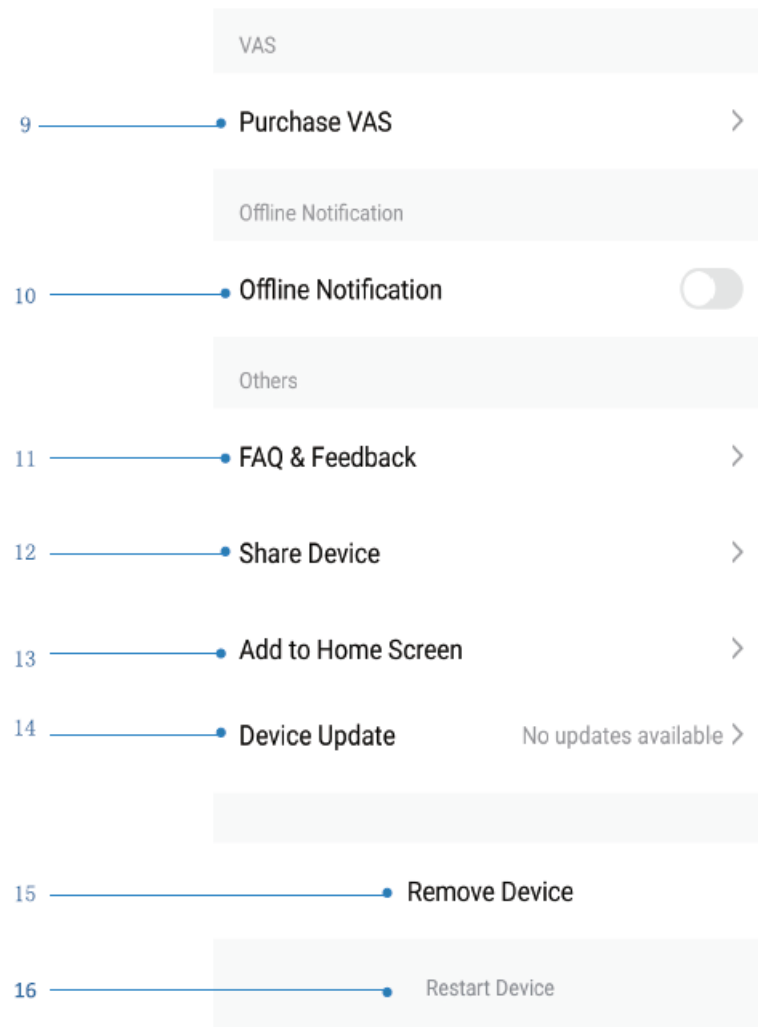 VAS
9 Purchase VAS
Offline Notification
10 Offline Notification
Others
11 FAQ & Feedback
12 Share Device
13 Add to Home Screen
14 Device Update No updates available
15 Remove Device
16 Restart Device